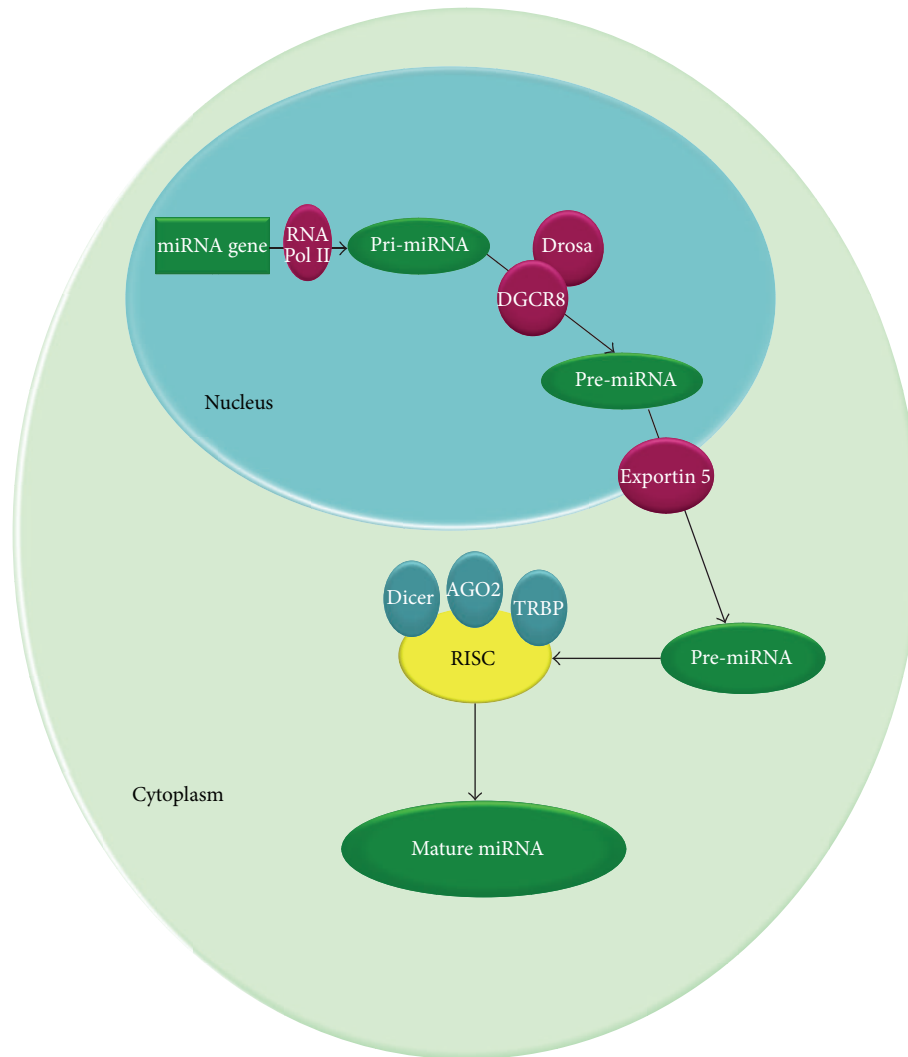 miRNA gene
RNA
Pol II
Pri-miRNA
Drosa
DGCR8
Pre-miRNA
Nucleus
Exportin 5
Dicer
AGO2
TRBP
RISC
Pre-miRNA
Cytoplasm
Mature miRNA